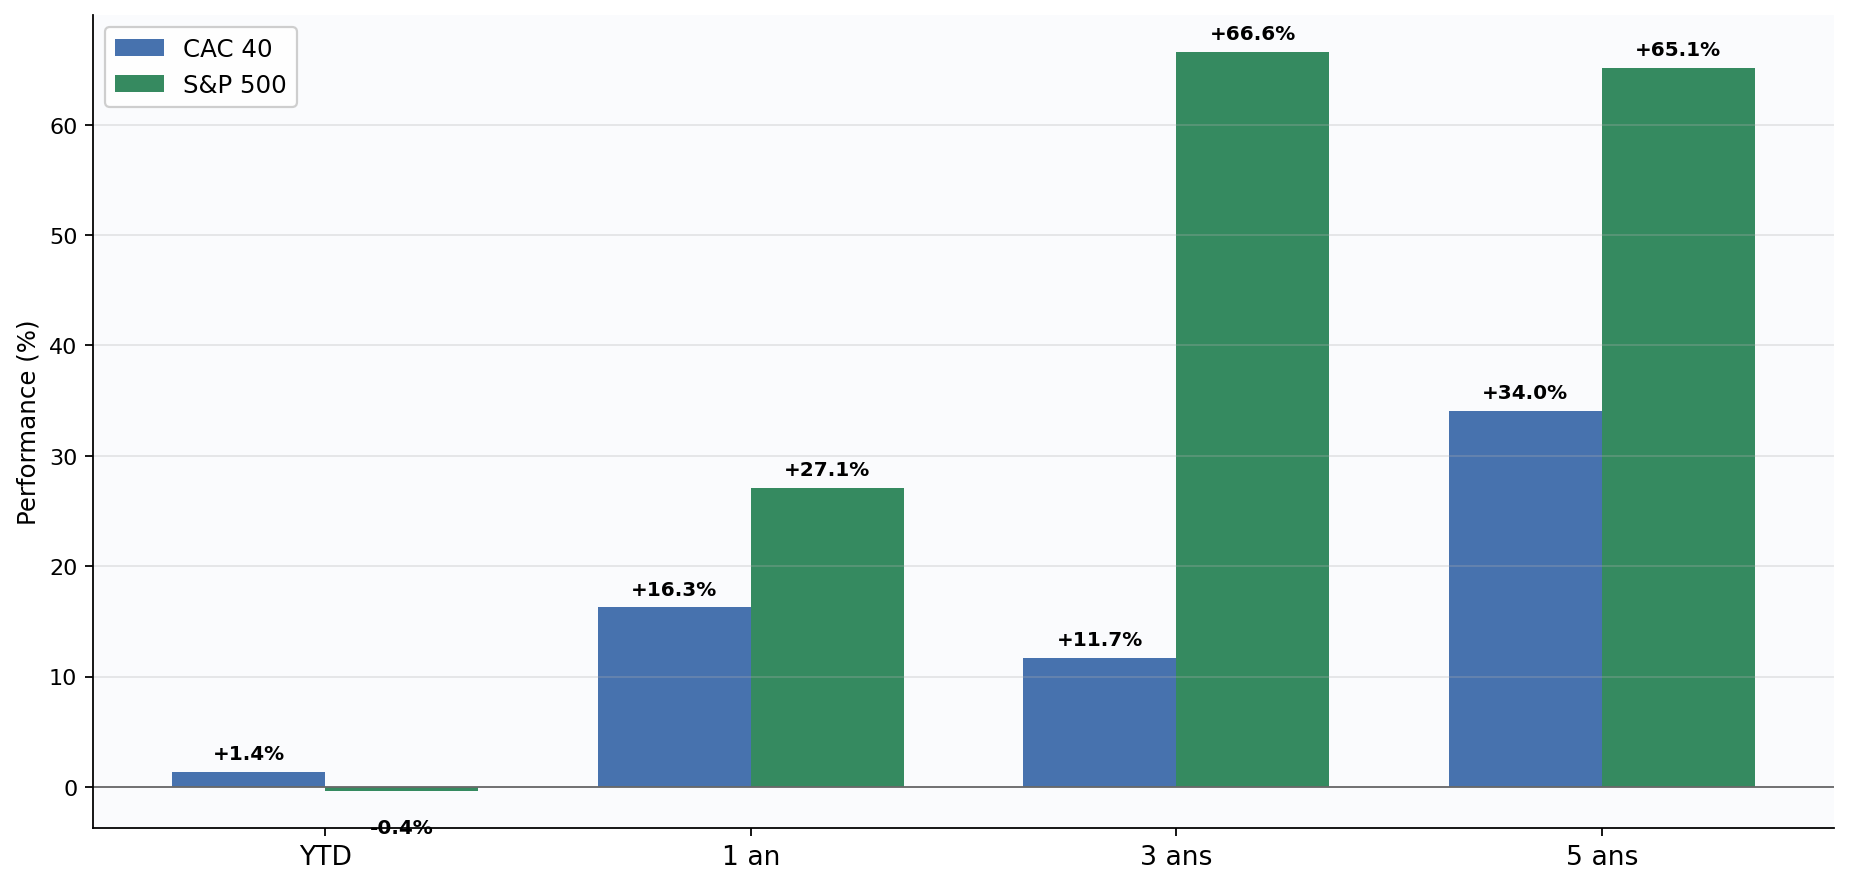 CAC 40
S&P 500
Performance (%)
60
50
40
30
20
10
0
+1.4%
-0.4%
+16.3%
+27.1%
+11.7%
+66.6%
+34.0%
+65.1%
YTD
1 an
3 ans
5 ans